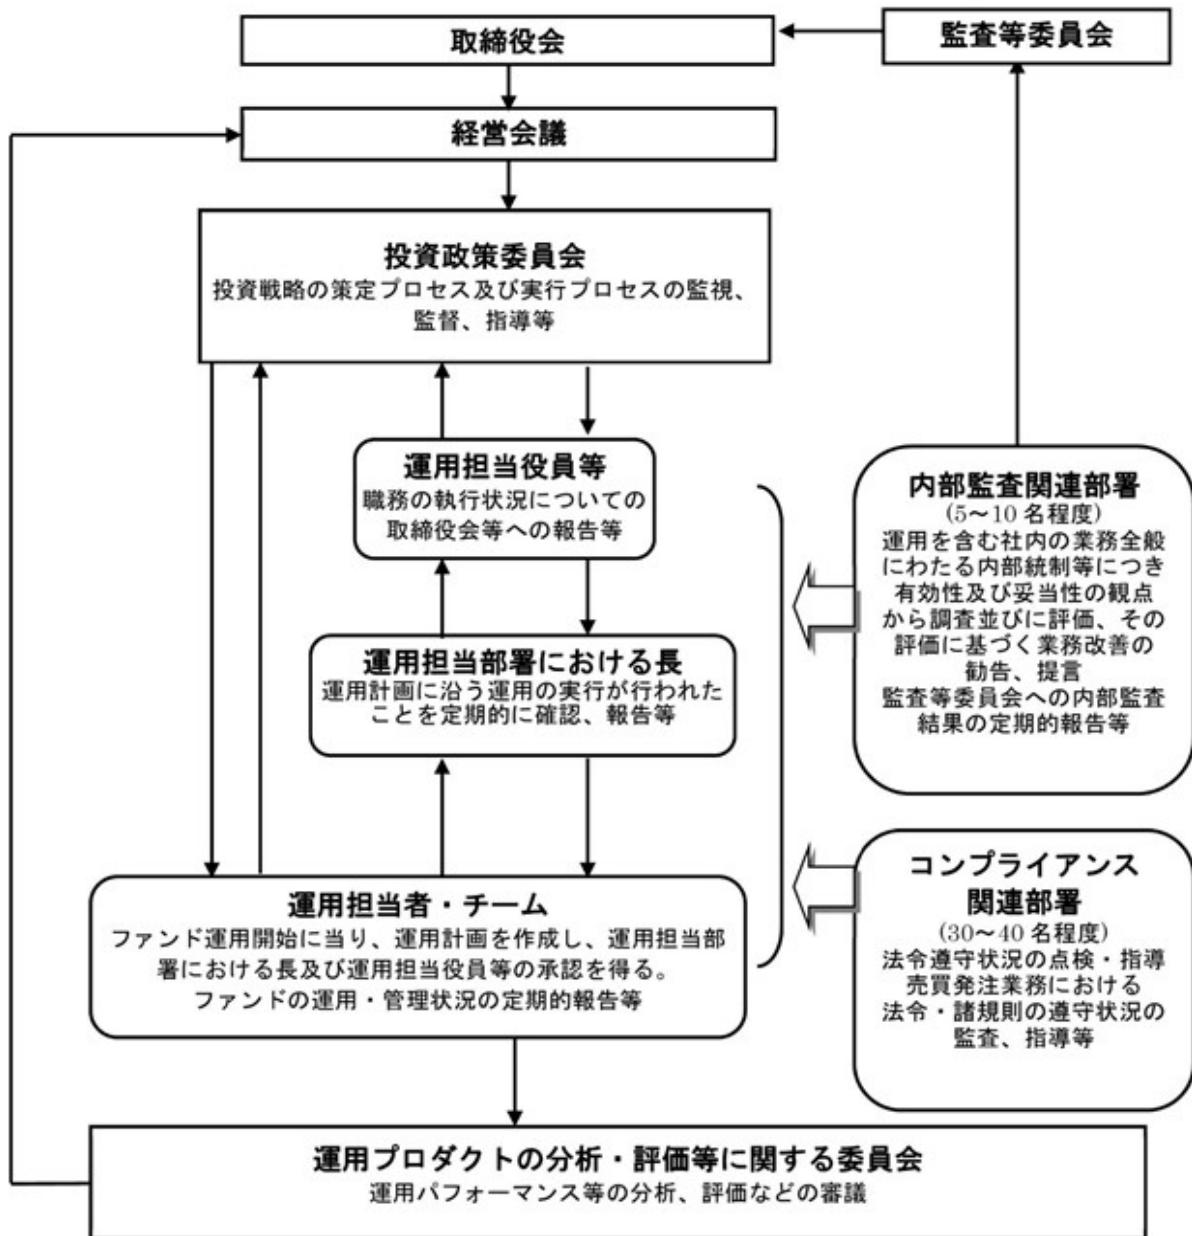 取締役会
監査等委員会
経営会議
投資政策委員会
投資戦略の策定プロセス及び実行プロセスの監視、
監督、指導等
運用担当役員等
職務の執行状況についての
取締役会等への報告等
運用担当部署における長
運用計画に沿う運用の実行が行われた
ことを定期的に確認、報告等
運用担当者・チーム
ファンド運用開始に当り、運用計画を作成し、運用担当部
署における長及び運用担当役員等の承認を得る。
ファンドの運用・管理状況の定期的報告等
内部監査関連部署
(5～10 名程度)
運用を含む社内の業務全般
にわたる内部統制等につき
有効性及び妥当性の観点
から調査並びに評価、その
評価に基づく業務改善の
勧告、提言
監査等委員会への内部監査
結果の定期的報告等
コンプライアンス
関連部署
(30～40 名程度)
法令遵守状況の点検・指導
売買発注業務における
法令・諸規則の遵守状況の
監査、指導等
運用プロダクトの分析・評価等に関する委員会
運用パフォーマンス等の分析、評価などの審議